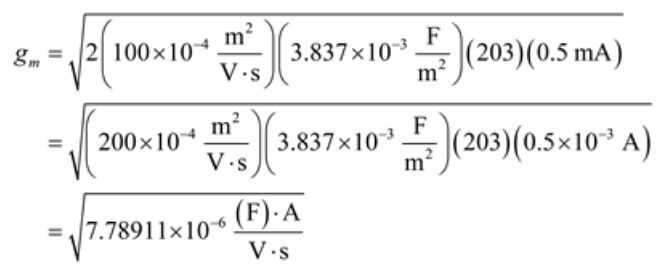 g_m = √(2(100×10⁻⁴ m²/V·s)(3.837×10⁻³ F/m²)(203)(0.5 mA))
= √((200×10⁻⁴ m²/V·s)(3.837×10⁻³ F/m²)(203)(0.5×10⁻³ A))
= √(7.78911×10⁻⁶ (F)·A/V·s)